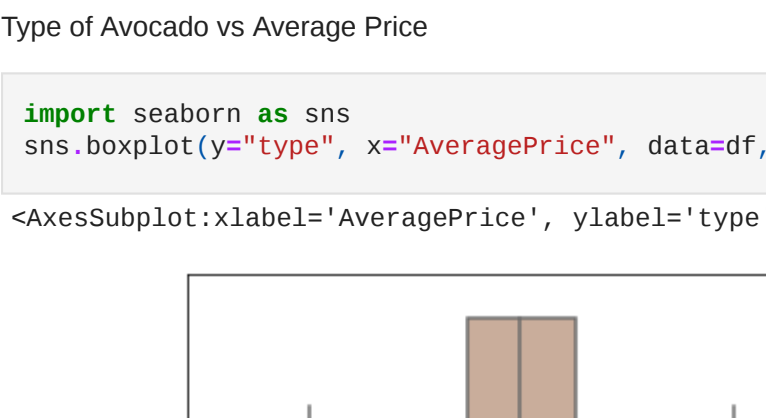 Type of Avocado vs Average Price
import seaborn as sns
sns.boxplot(y="type", x="AveragePrice", data=df,
<AxesSubplot:xlabel='AveragePrice', ylabel='type